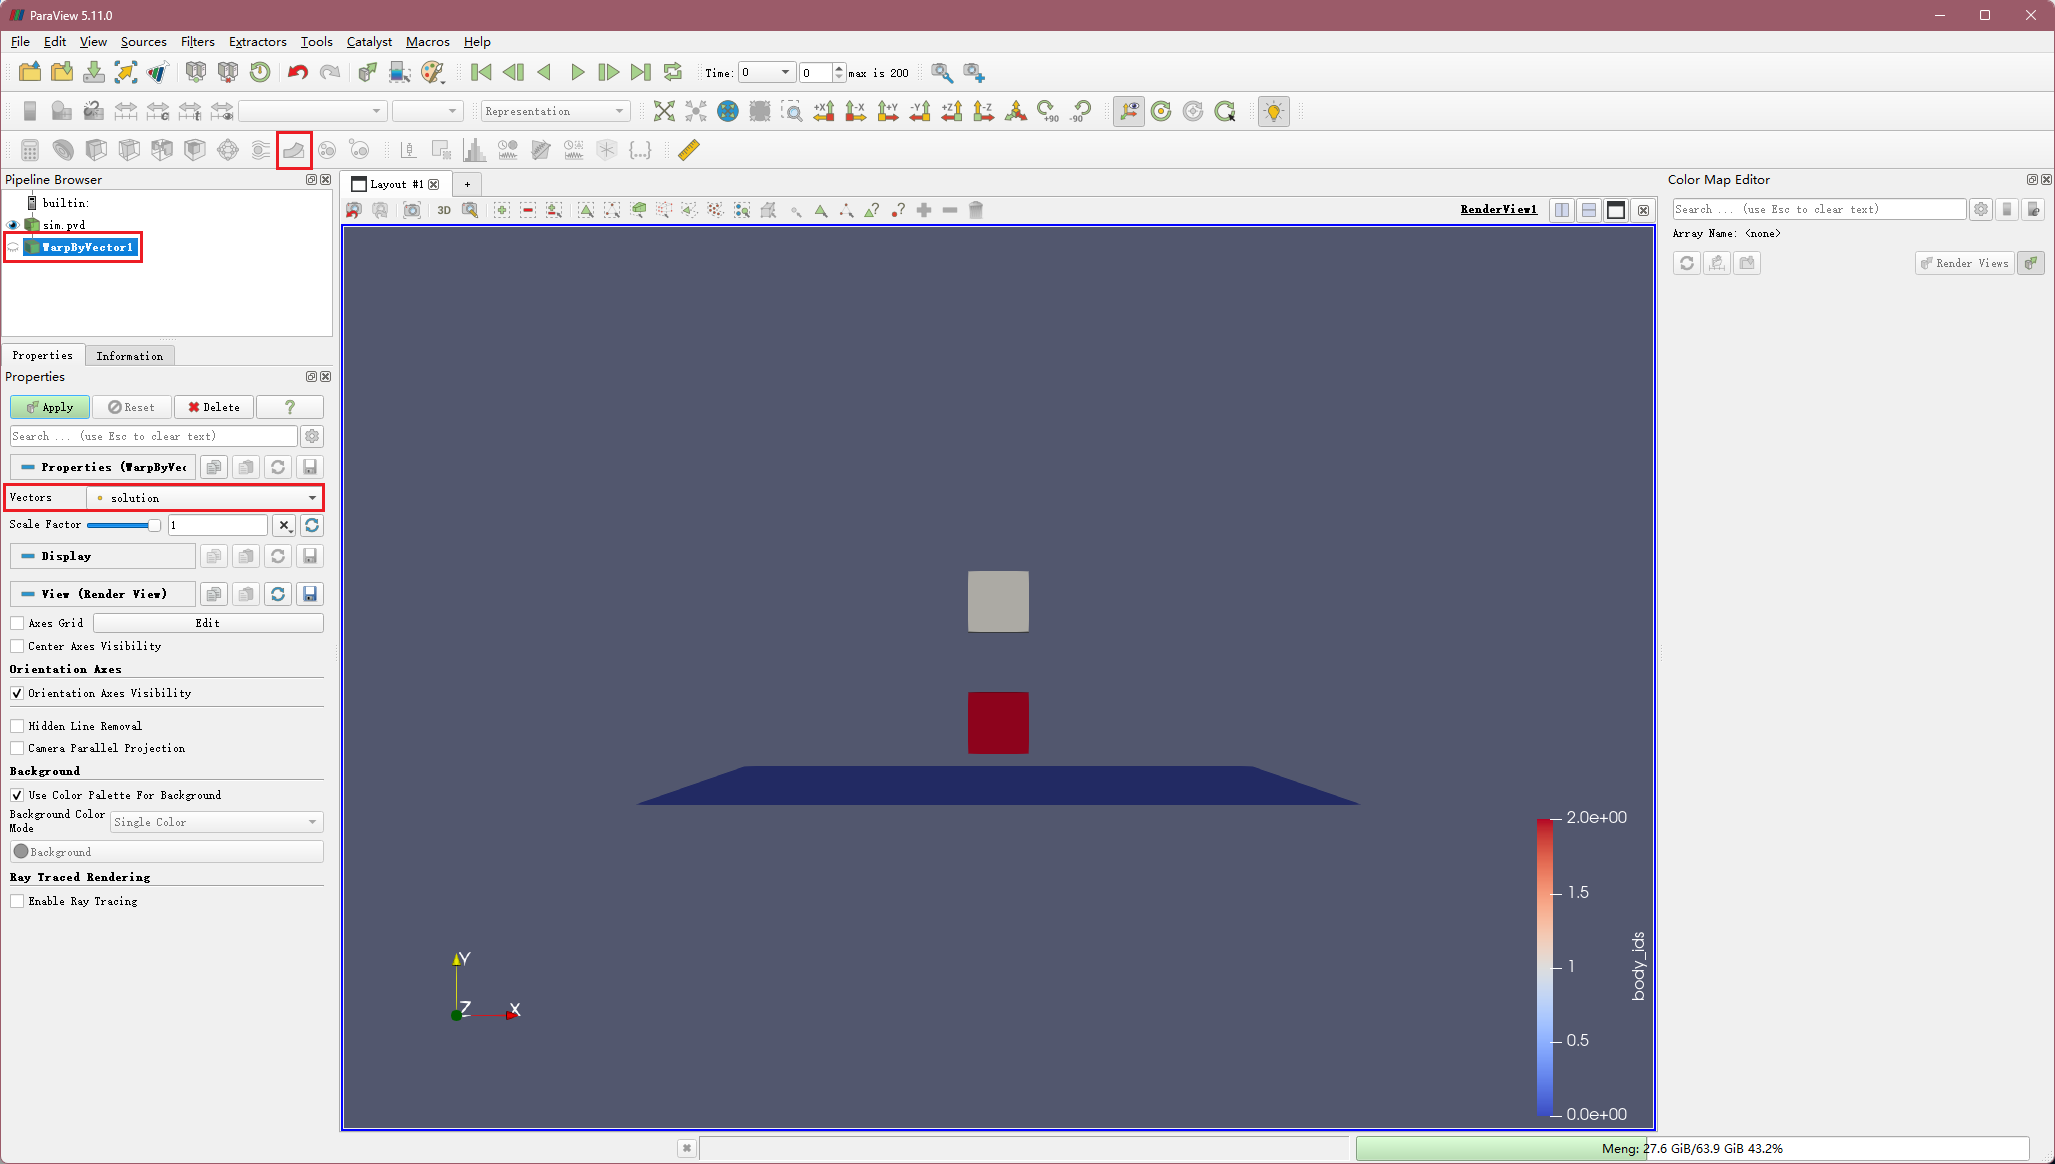 ParaView 5.11.0
File Edit View Sources Filters Extractors Tools Catalyst Macros Help
Time: 0 0 max is 200
Representation
+X -X +Y -Y +Z -Z +90 -90
Pipeline Browser
builtin:
sim.pvd
WarpByVector1
Properties Information
Properties
Apply Reset Delete ?
Search ... (use Esc to clear text)
Properties (WarpByVec
Vectors solution
Scale Factor 1
Display
View (Render View)
Axes Grid Edit
Center Axes Visibility
Orientation Axes
Orientation Axes Visibility
Hidden Line Removal
Camera Parallel Projection
Background
Use Color Palette For Background
Background Color Mode Single Color
Background
Ray Traced Rendering
Enable Ray Tracing
Layout #1 +
3D
RenderView1
Y
Z X
2.0e+00
1.5
1
0.5
0.0e+00
body_ids
Color Map Editor
Search ... (use Esc to clear text)
Array Name: <none>
Render Views
Meng: 27.6 GiB/63.9 GiB 43.2%